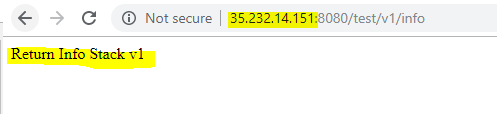 Not secure | 35.232.14.151:8080/test/v1/info
Return Info Stack v1